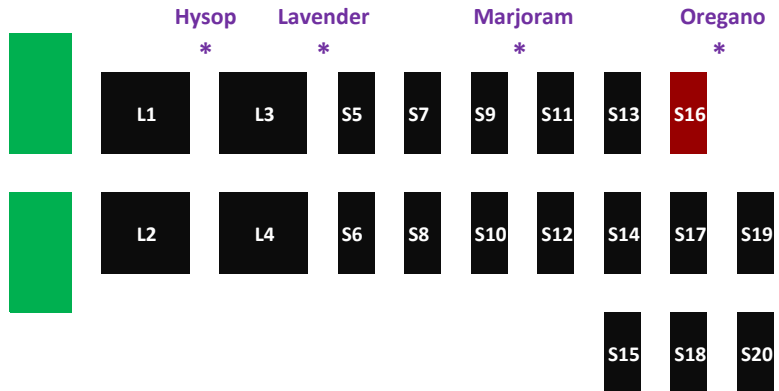 Hysop Lavender Marjoram Oregano
* * * *
L1 L3 S5 S7 S9 S11 S13 S16
L2 L4 S6 S8 S10 S12 S14 S17 S19
S15 S18 S20